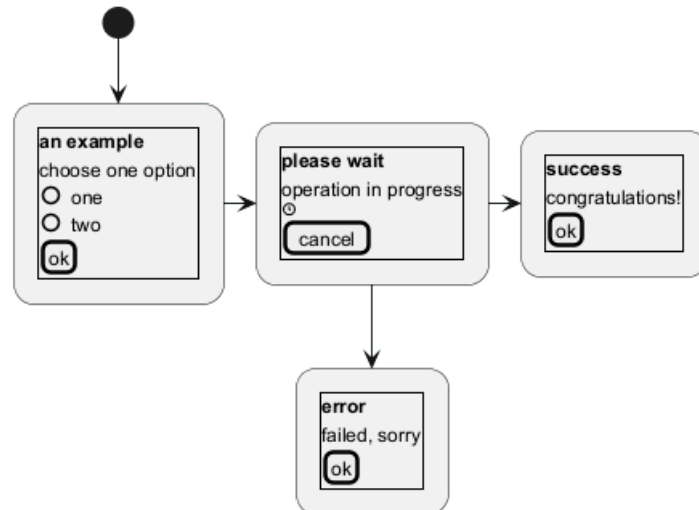 an example
choose one option
one
two
ok
please wait
operation in progress
cancel
success
congratulations!
ok
error
failed, sorry
ok